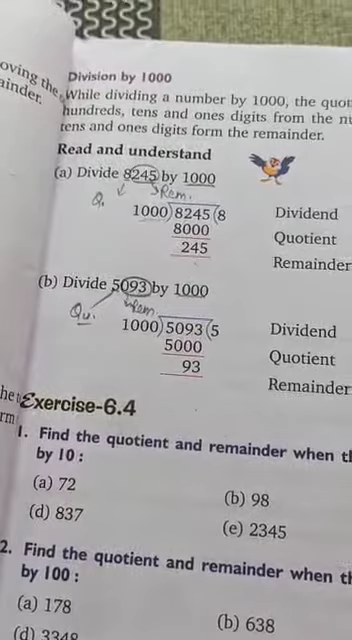 oving the
ainder.
Division by 1000
While dividing a number by 1000, the quot
hundreds, tens and ones digits from the nu
tens and ones digits form the remainder.
Read and understand
(a) Divide 8245 by 1000
Q. Rem.
1000)8245(8 Dividend
8000 Quotient
245 Remainder
(b) Divide 5093 by 1000
Qu. Rem.
1000)5093(5 Dividend
5000 Quotient
93 Remainder
he
rm
Exercise-6.4
1. Find the quotient and remainder when th
by 10 :
(a) 72 (b) 98
(d) 837 (e) 2345
2. Find the quotient and remainder when th
by 100 :
(a) 178 (b) 638
(d) 3348